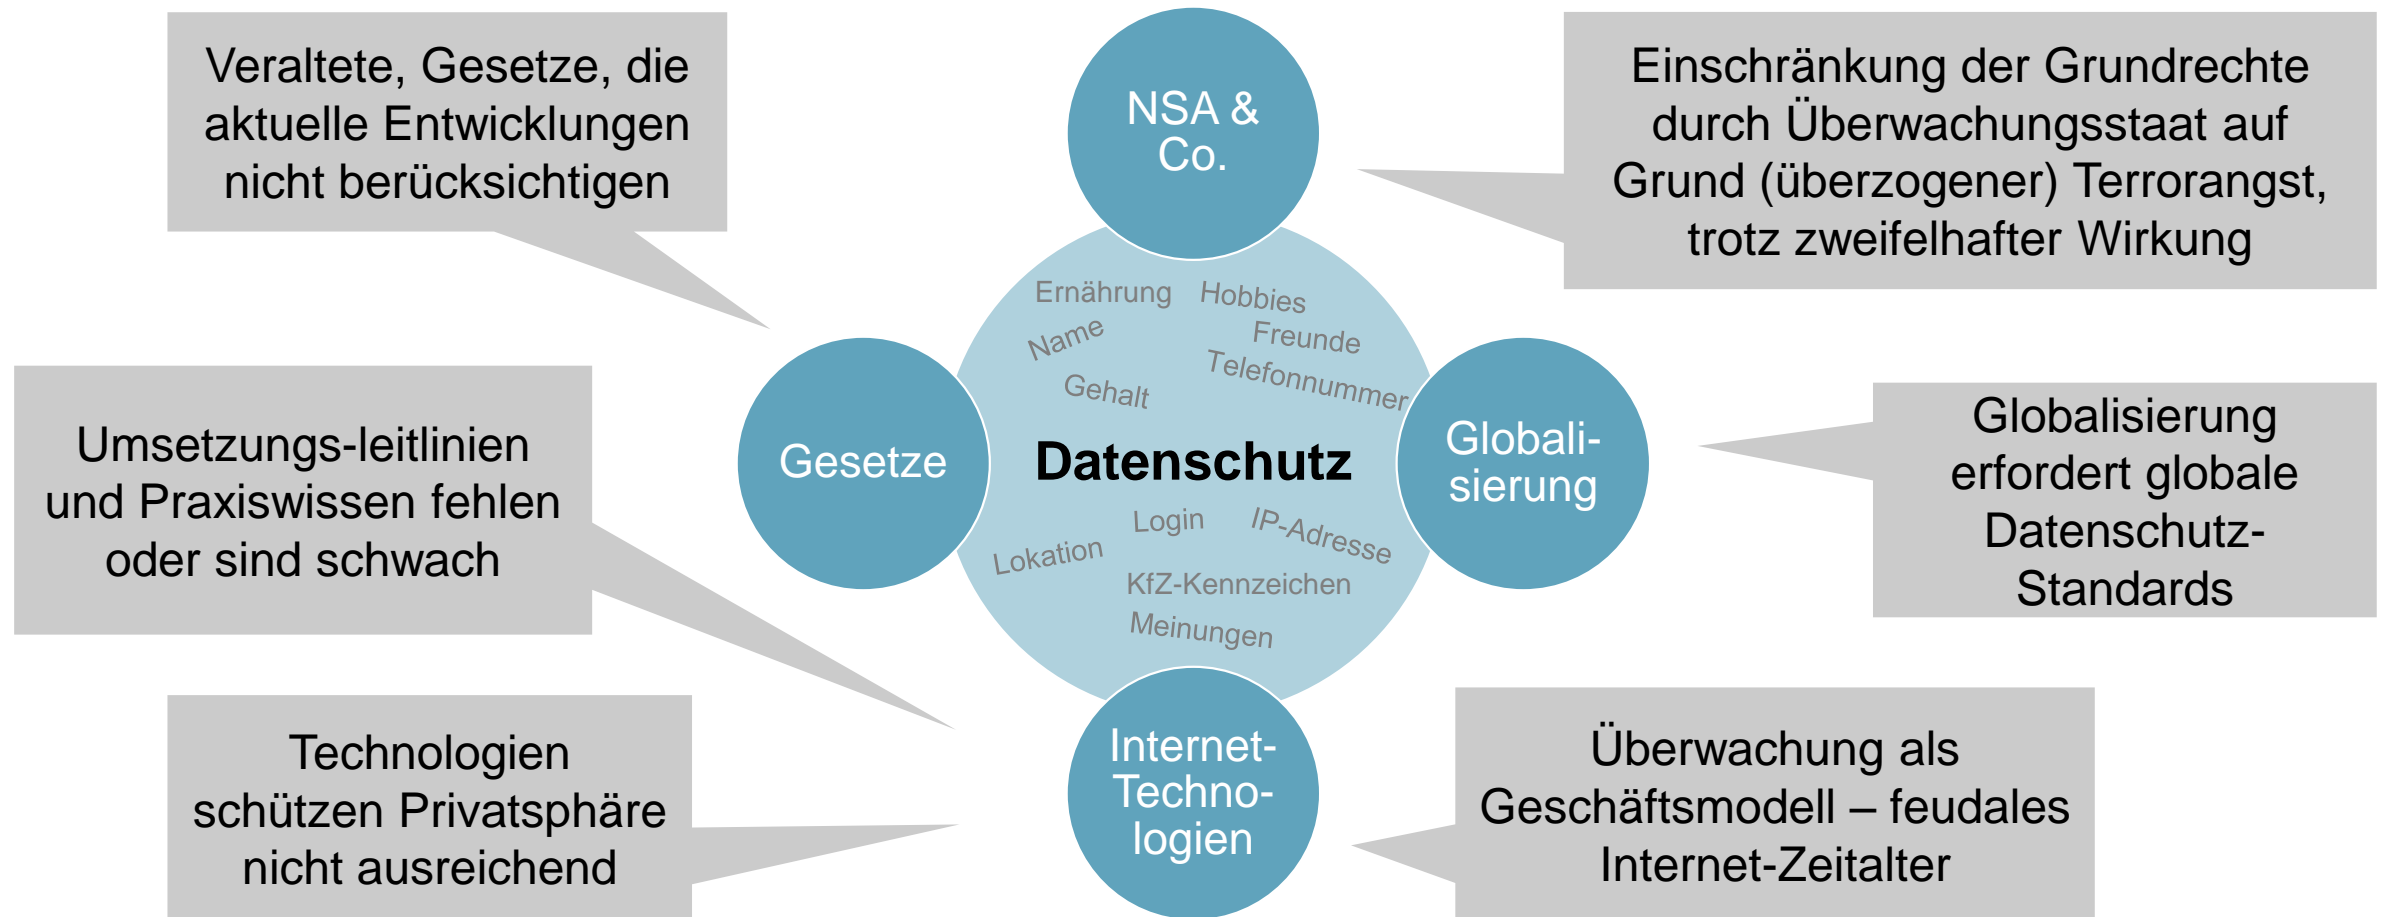 Veraltete, Gesetze, die
aktuelle Entwicklungen
nicht berücksichtigen
NSA &
Co.
Einschränkung der Grundrechte
durch Überwachungsstaat auf
Grund (überzogener) Terrorangst,
trotz zweifelhafter Wirkung
Ernährung
Hobbies
Name
Freunde
Telefonnummer
Gehalt
Umsetzungs-leitlinien
und Praxiswissen fehlen
oder sind schwach
Gesetze
Datenschutz
Globali-
sierung
Globalisierung
erfordert globale
Datenschutz-
Standards
Login
IP-Adresse
Lokation
KfZ-Kennzeichen
Meinungen
Technologien
schützen Privatsphäre
nicht ausreichend
Internet-
Techno-
logien
Überwachung als
Geschäftsmodell – feudales
Internet-Zeitalter